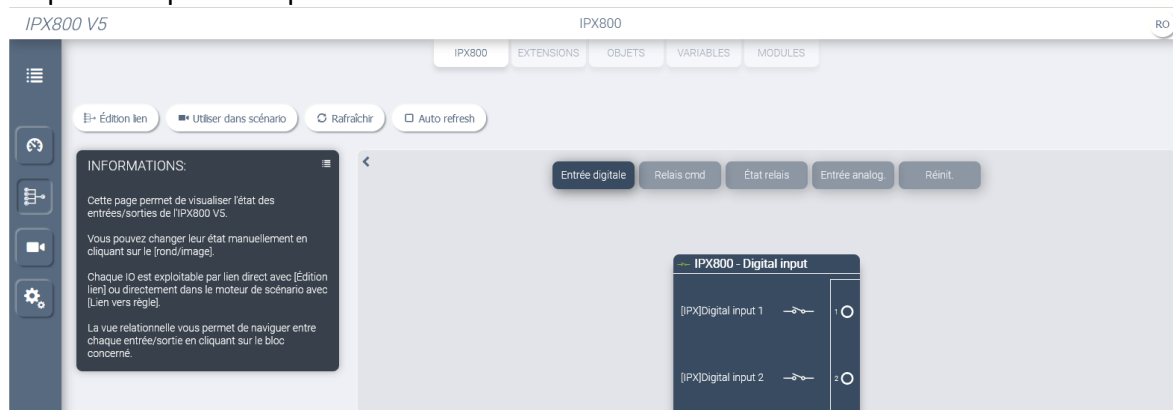 IPX800 V5
IPX800
RO
IPX800
EXTENSIONS
OBJETS
VARIABLES
MODULES
Édition lien
Utiliser dans scénario
Rafraîchir
Auto refresh
INFORMATIONS:
Cette page permet de visualiser l'état des
entrées/sorties de l'IPX800 V5.
Vous pouvez changer leur état manuellement en
cliquant sur le [rond/image].
Chaque IO est exploitable par lien direct avec [Édition
lien] ou directement dans le moteur de scénario avec
[Lien vers règle].
La vue relationnelle vous permet de naviguer entre
chaque entrée/sortie en cliquant sur le bloc
concerné.
Entrée digitale
Relais cmd
État relais
Entrée analog.
Réinit.
IPX800 - Digital input
[IPX]Digital input 1
1
[IPX]Digital input 2
2